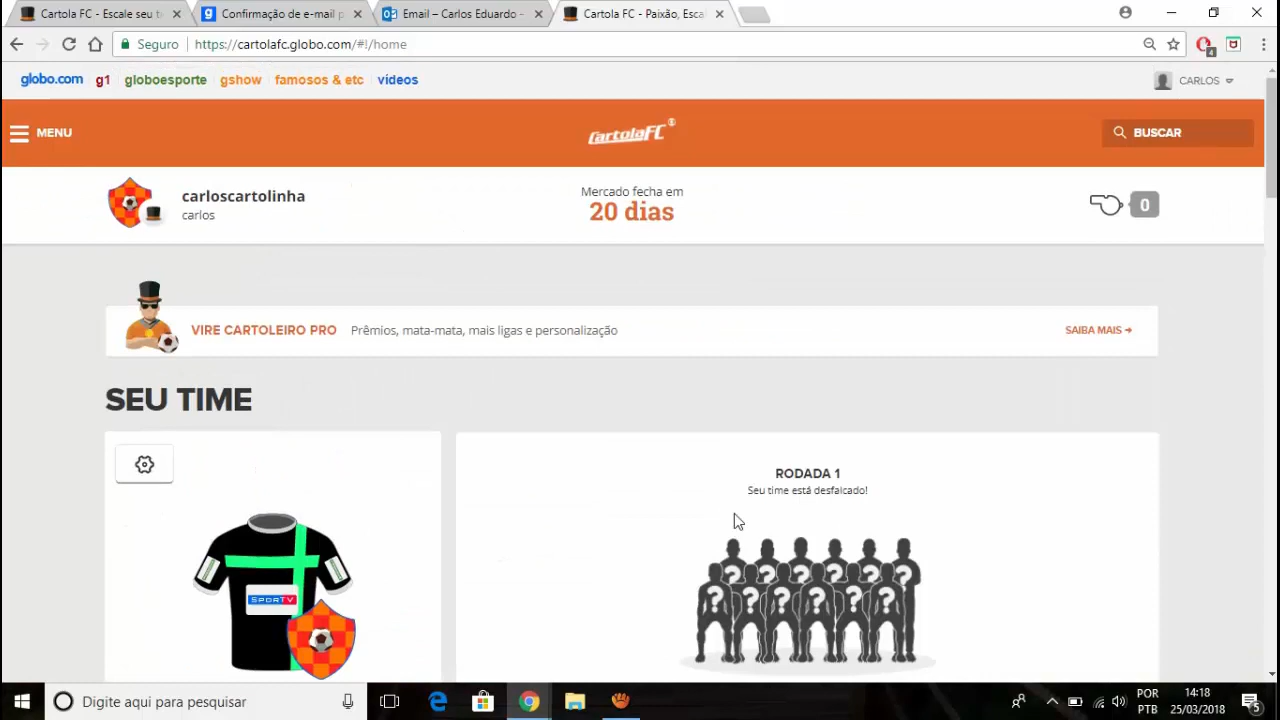 Cartola FC - Escale seu t
Confirmação de e-mail p
Email – Carlos Eduardo -
Cartola FC - Paixão, Esca
Seguro
https://cartolafc.globo.com/#!/home
4
globo.com g1 globoesporte gshow famosos & etc vídeos
CARLOS
MENU
CartolaFC
BUSCAR
carloscartolinha
carlos
Mercado fecha em
20 dias
0
VIRE CARTOLEIRO PRO Prêmios, mata-mata, mais ligas e personalização
SAIBA MAIS
SEU TIME
RODADA 1
Seu time está desfalcado!
? ? ? ? ? ?
? ? ? ? ? ?
SPORTV
Digite aqui para pesquisar
POR
PTB
14:18
25/03/2018
5